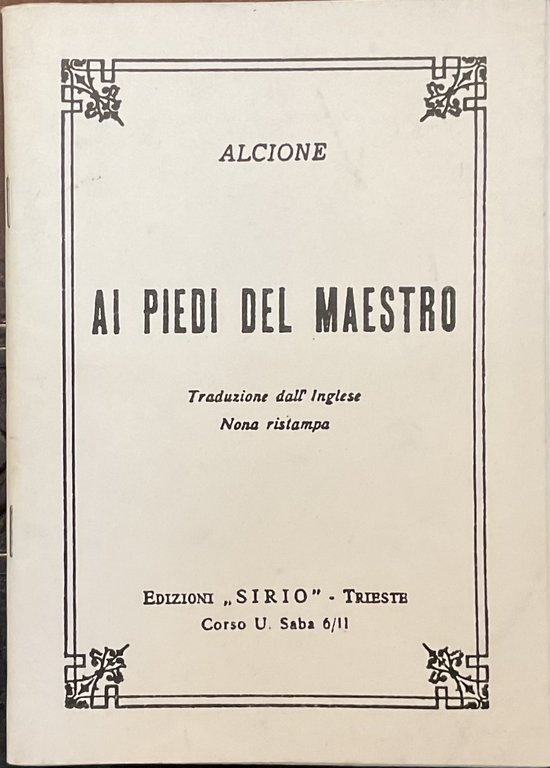 ALCIONE
AI PIEDI DEL MAESTRO
Traduzione dall' Inglese
Nona ristampa
EDIZIONI „SIRIO" - TRIESTE
Corso U. Saba 6/II